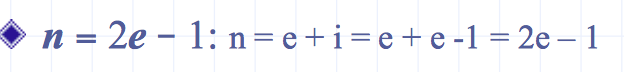 n = 2e − 1: n = e + i = e + e -1 = 2e – 1